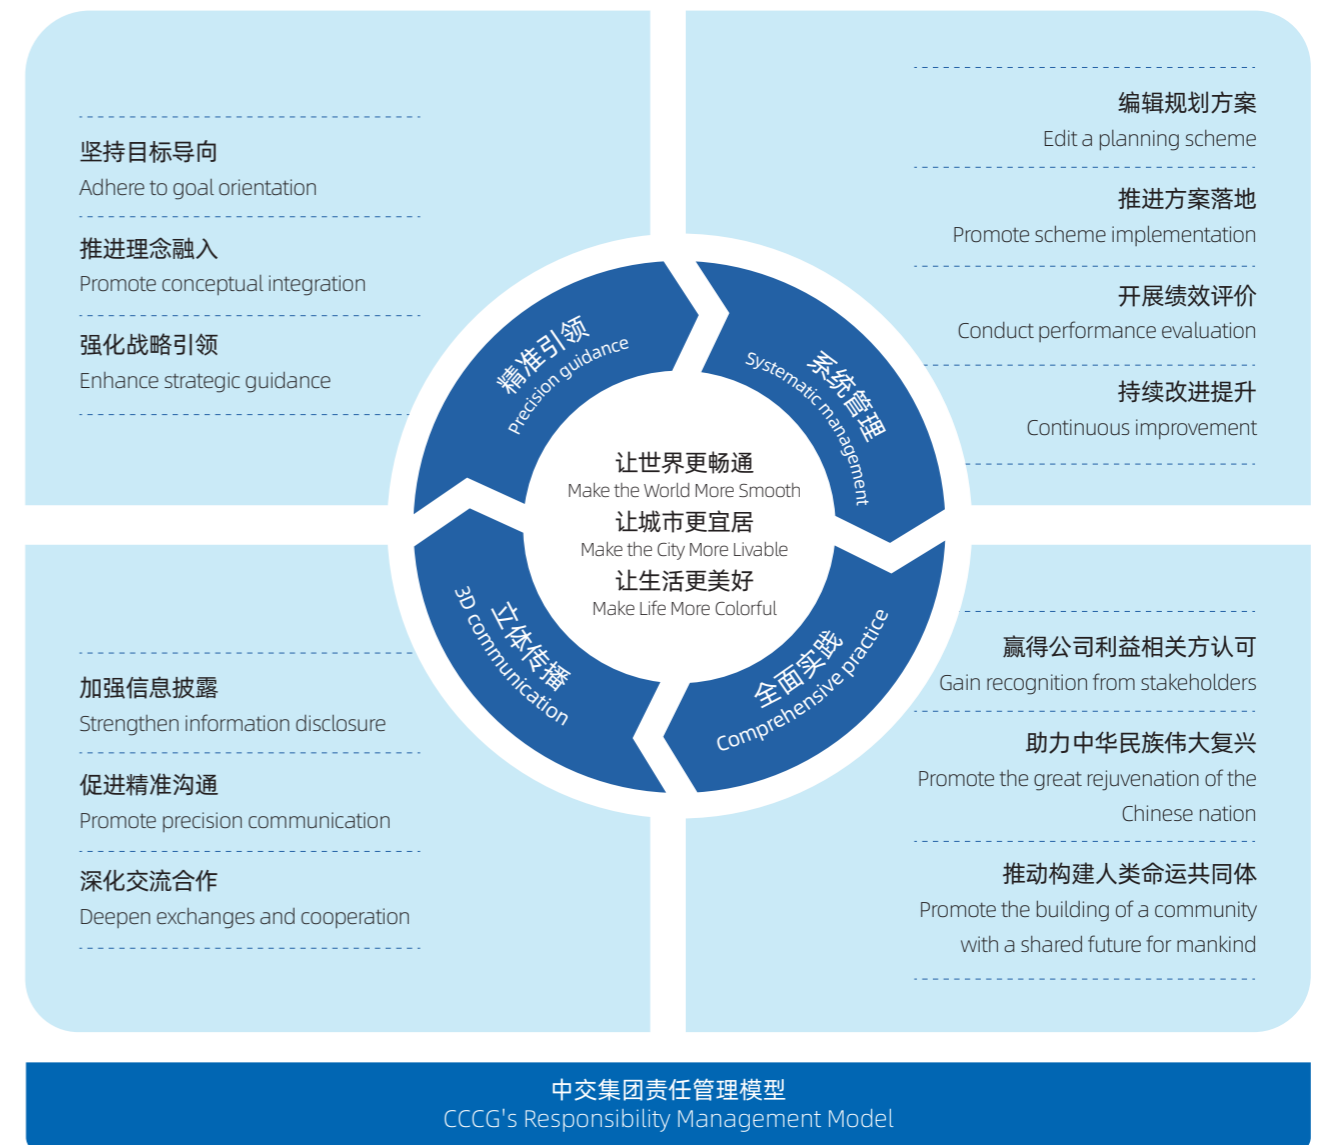 坚持目标导向
Adhere to goal orientation
推进理念融入
Promote conceptual integration
强化战略引领
Enhance strategic guidance
编辑规划方案
Edit a planning scheme
推进方案落地
Promote scheme implementation
开展绩效评价
Conduct performance evaluation
持续改进提升
Continuous improvement
精准引领
Precision guidance
系统管理
Systematic management
让世界更畅通
Make the World More Smooth
让城市更宜居
Make the City More Livable
让生活更美好
Make Life More Colorful
立体传播
3D communication
全面实践
Comprehensive practice
加强信息披露
Strengthen information disclosure
促进精准沟通
Promote precision communication
深化交流合作
Deepen exchanges and cooperation
赢得公司利益相关方认可
Gain recognition from stakeholders
助力中华民族伟大复兴
Promote the great rejuvenation of the
Chinese nation
推动构建人类命运共同体
Promote the building of a community
with a shared future for mankind
中交集团责任管理模型
CCCG's Responsibility Management Model